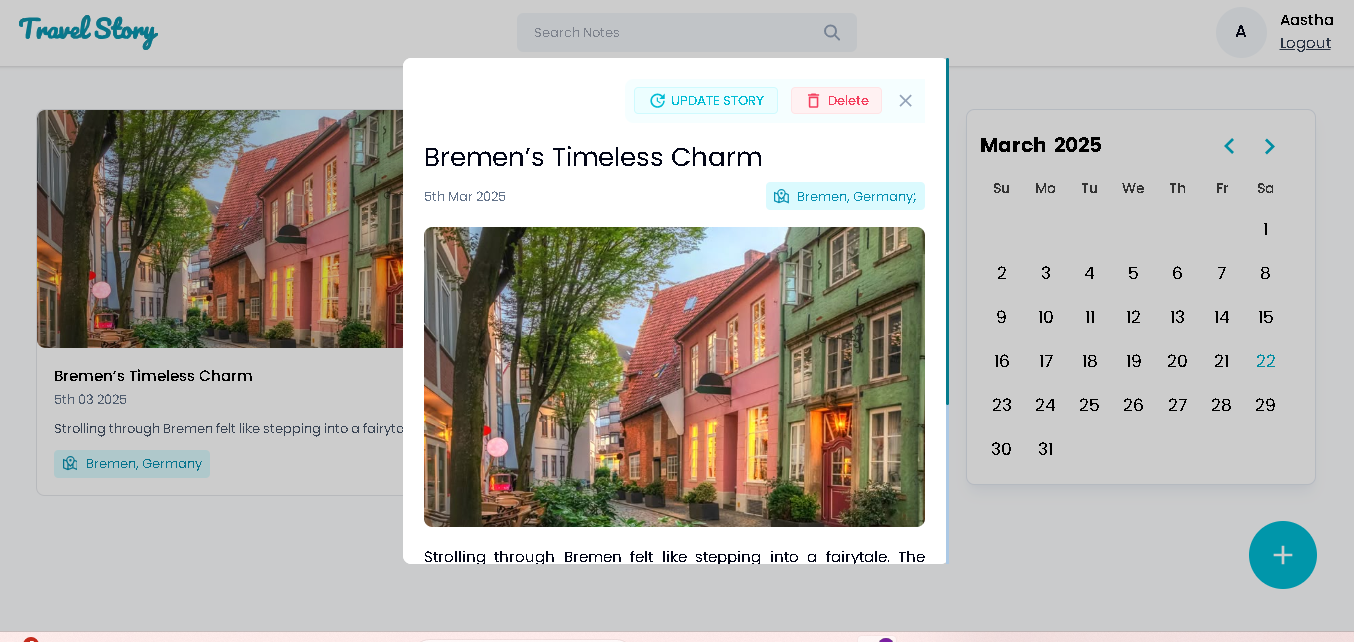 Travel Story
Search Notes
A
Aastha
Logout
UPDATE STORY
Delete
Bremen’s Timeless Charm
5th Mar 2025
Bremen, Germany;
Strolling through Bremen felt like stepping into a fairytale. The
Bremen’s Timeless Charm
5th 03 2025
Strolling through Bremen felt like stepping into a fairyta
Bremen, Germany
March 2025
Su Mo Tu We Th Fr Sa
1
2 3 4 5 6 7 8
9 10 11 12 13 14 15
16 17 18 19 20 21 22
23 24 25 26 27 28 29
30 31